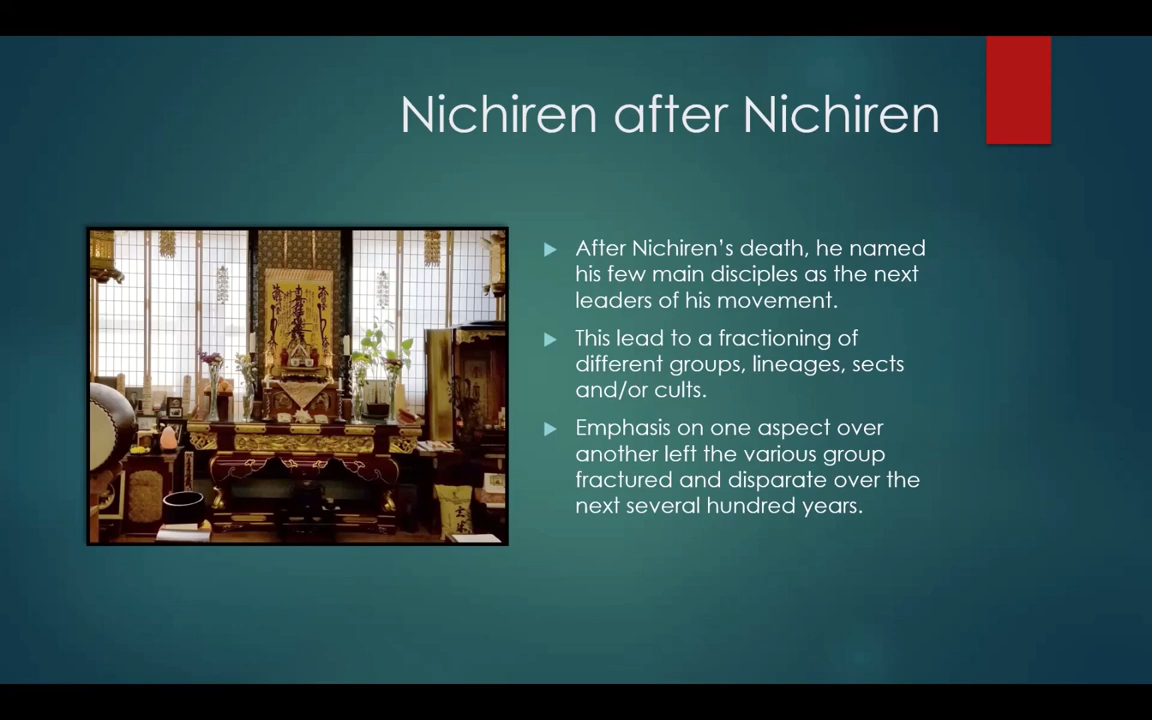 Nichiren after Nichiren
After Nichiren's death, he named
his few main disciples as the next
leaders of his movement.
This lead to a fractioning of
different groups, lineages, sects
and/or cults.
Emphasis on one aspect over
another left the various group
fractured and disparate over the
next several hundred years.